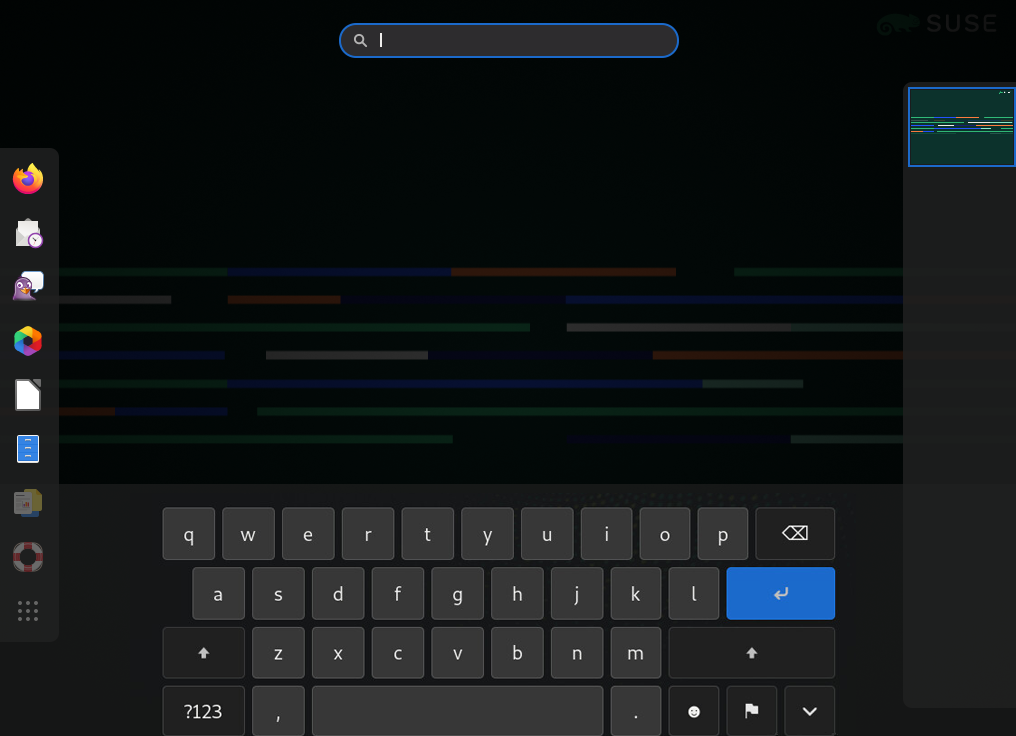 SUSE
q w e r t y u i o p
a s d f g h j k l
z x c v b n m
?123 , .